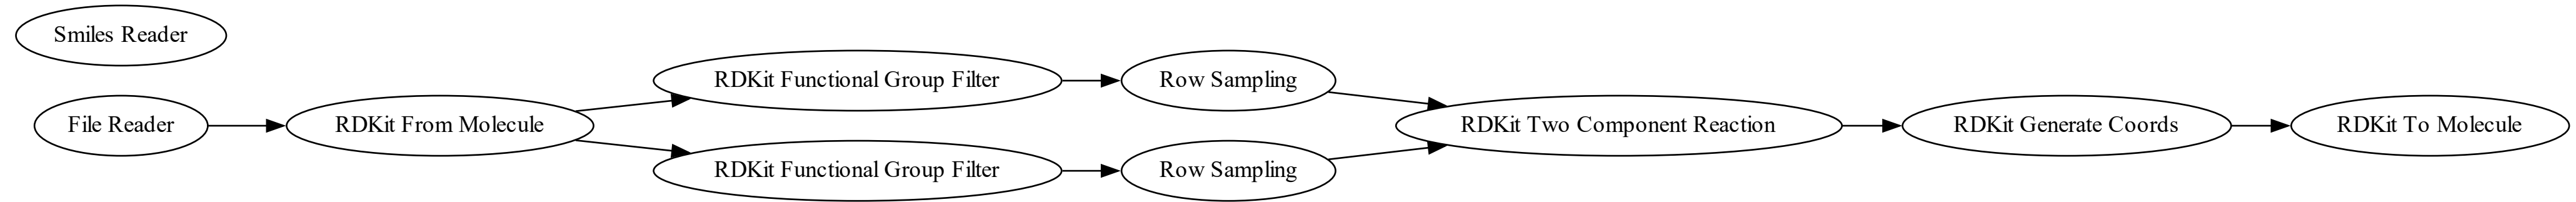 Smiles Reader
File Reader
RDKit From Molecule
RDKit Functional Group Filter
RDKit Functional Group Filter
Row Sampling
Row Sampling
RDKit Two Component Reaction
RDKit Generate Coords
RDKit To Molecule